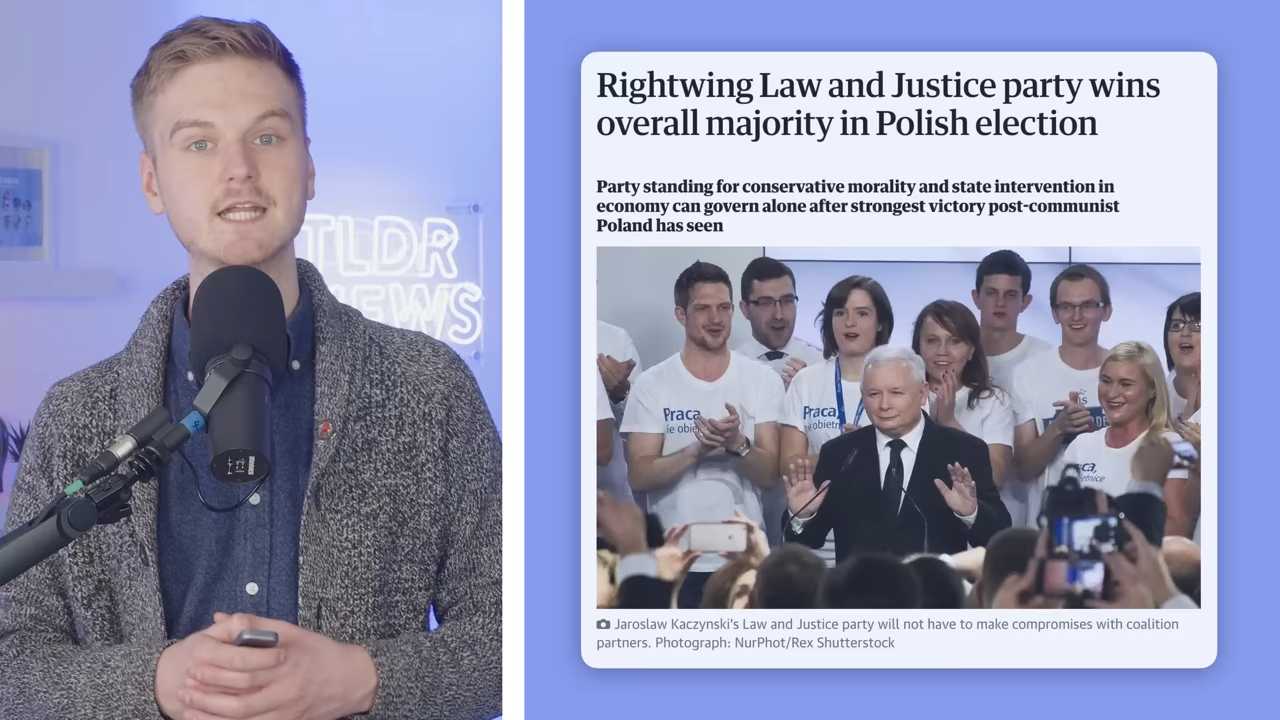 TLDR
NEWS
Rightwing Law and Justice party wins
overall majority in Polish election
Party standing for conservative morality and state intervention in
economy can govern alone after strongest victory post-communist
Poland has seen
Praca,
Praca,
Jaroslaw Kaczynski's Law and Justice party will not have to make compromises with coalition
partners. Photograph: NurPhot/Rex Shutterstock